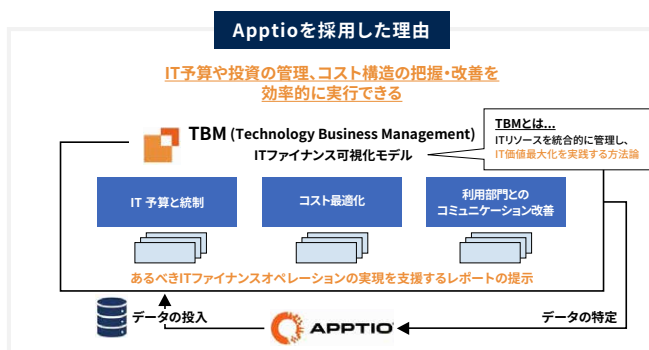 Apptioを採用した理由
IT予算や投資の管理、コスト構造の把握・改善を
効率的に実行できる
TBM (Technology Business Management)
ITファイナンス可視化モデル
TBMとは...
ITリソースを統合的に管理し、
IT価値最大化を実践する方法論
IT 予算と統制
コスト最適化
利用部門との
コミュニケーション改善
あるべきITファイナンスオペレーションの実現を支援するレポートの提示
データの投入
APPTIO
データの特定